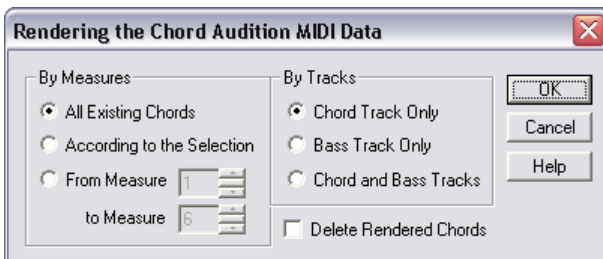 Rendering the Chord Audition MIDI Data
By Measures
All Existing Chords
According to the Selection
From Measure 1
to Measure 6
By Tracks
Chord Track Only
Bass Track Only
Chord and Bass Tracks
Delete Rendered Chords
OK
Cancel
Help